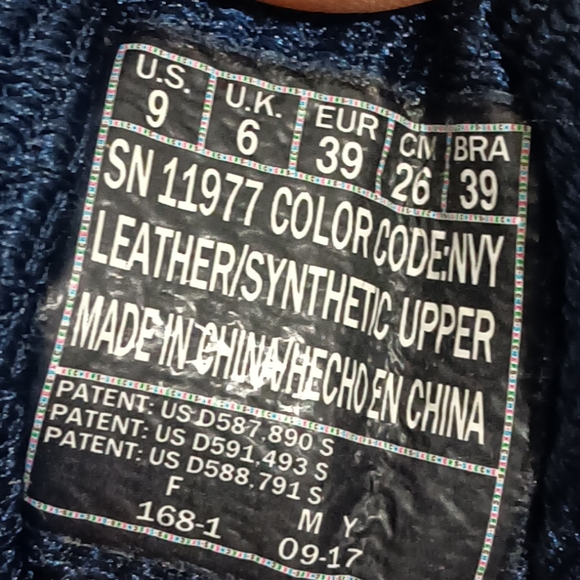 U.S. U.K. EUR CM BRA
9 6 39 26 39
SN 11977 COLOR CODE:NVY
LEATHER/SYNTHETIC UPPER
MADE IN CHINA/HECHO EN CHINA
PATENT: US D587,890 S
PATENT: US D591,493 S
PATENT: US D588,791 S
F M Y
168-1 09-17